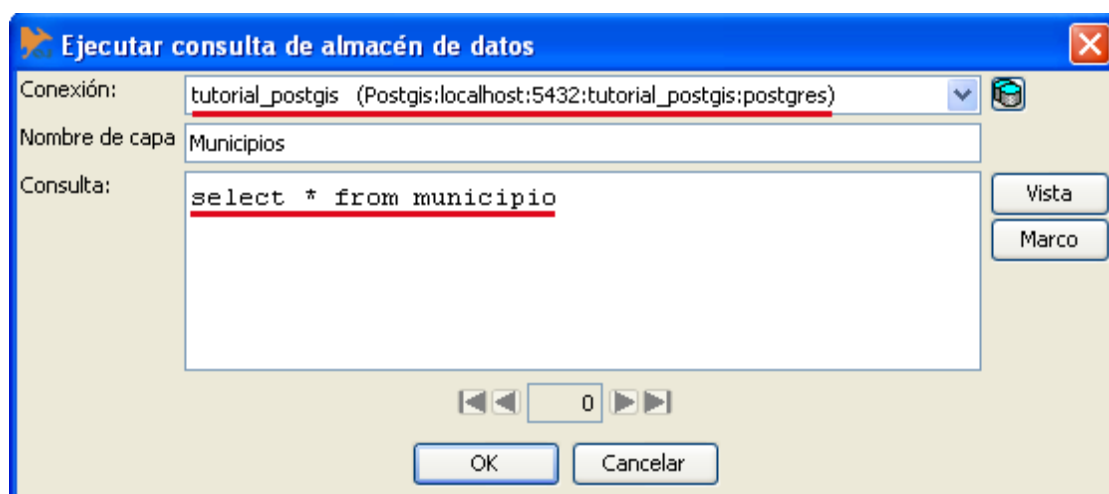 Ejecutar consulta de almacén de datos
Conexión:
tutorial_postgis (Postgis:localhost:5432:tutorial_postgis:postgres)
Nombre de capa
Municipios
Consulta:
select * from municipio
Vista
Marco
0
OK
Cancelar